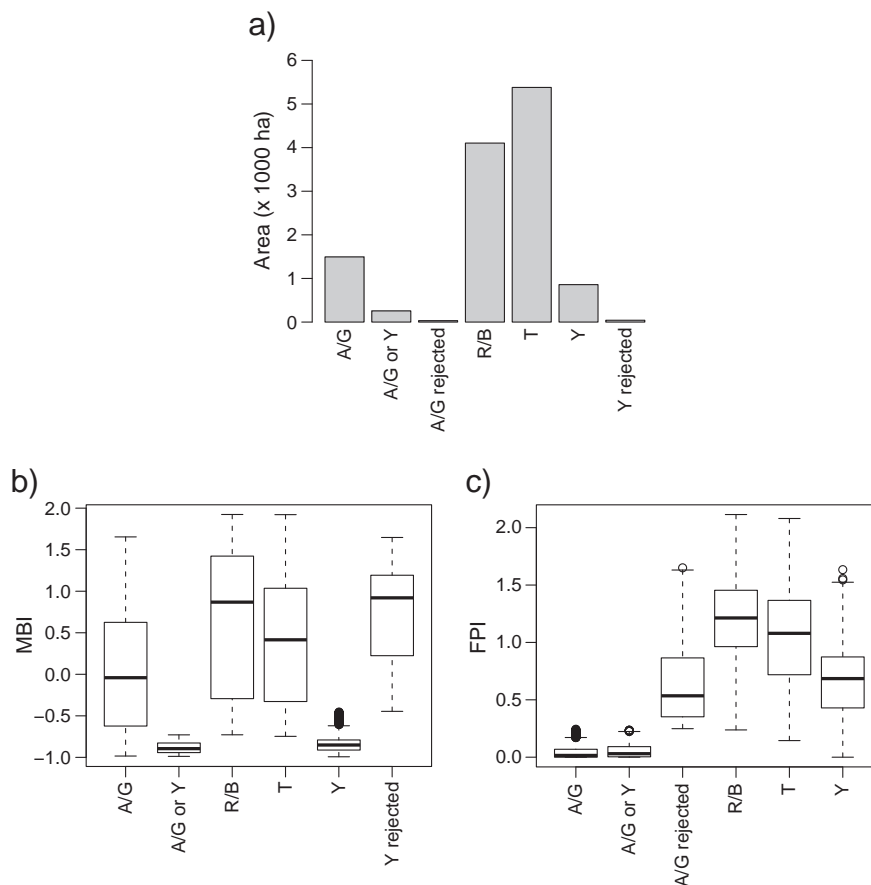 a)
Area (x 1000 ha)
6
5
4
3
2
1
0
A/G
A/G or Y
A/G rejected
R/B
T
Y
Y rejected
b)
MBI
2.0
1.5
1.0
0.5
0.0
−0.5
−1.0
A/G
A/G or Y
R/B
T
Y
Y rejected
c)
FPI
2.0
1.5
1.0
0.5
0.0
A/G
A/G or Y
A/G rejected
R/B
T
Y